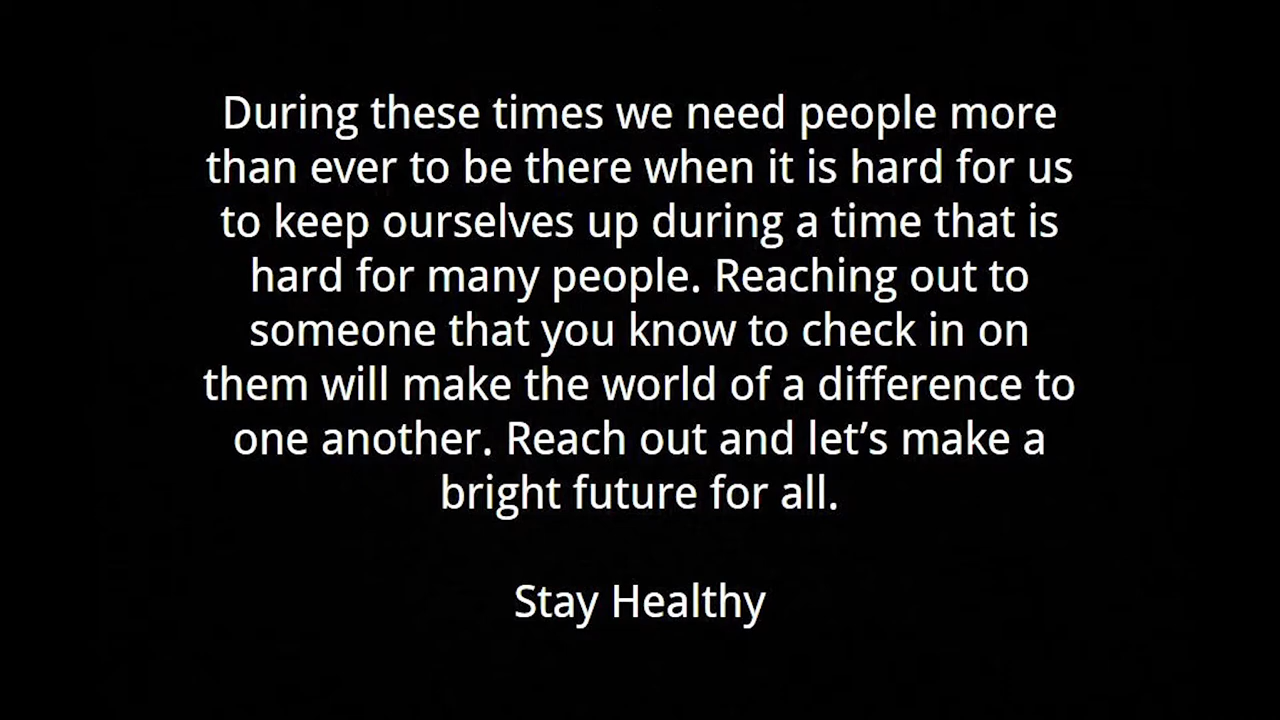 During these times we need people more
than ever to be there when it is hard for us
to keep ourselves up during a time that is
hard for many people. Reaching out to
someone that you know to check in on
them will make the world of a difference to
one another. Reach out and let’s make a
bright future for all.
Stay Healthy